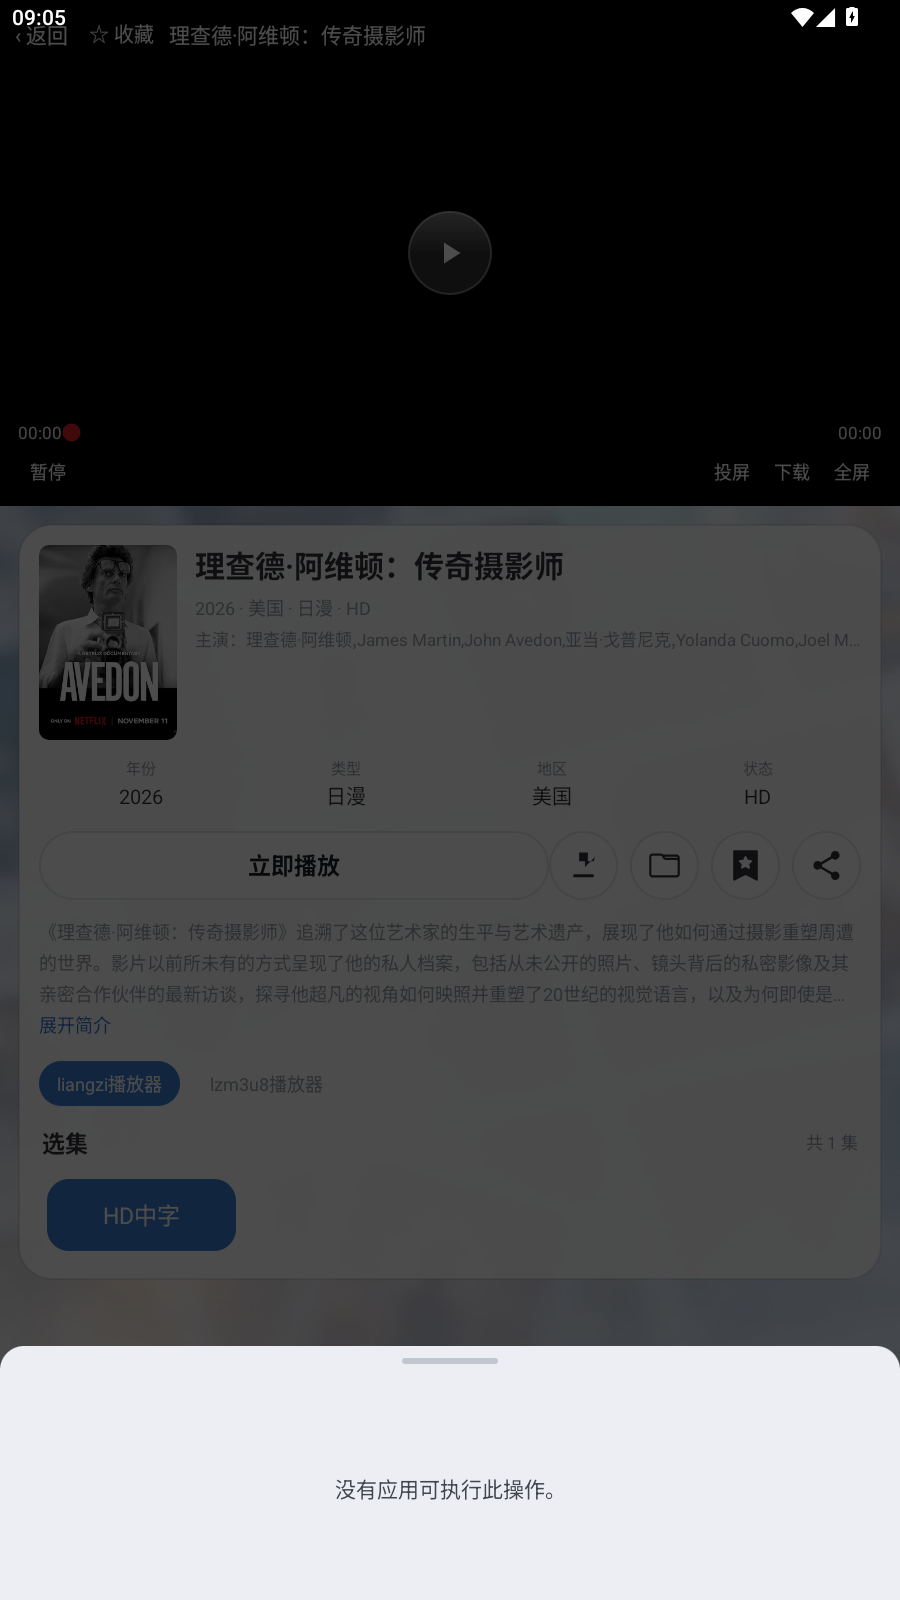 09:05
‹ 返回 ☆ 收藏 理查德·阿维顿：传奇摄影师
00:00 00:00
暂停 投屏 下载 全屏
理查德·阿维顿：传奇摄影师
2026 · 美国 · 日漫 · HD
主演：理查德·阿维顿,James Martin,John Avedon,亚当·戈普尼克,Yolanda Cuomo,Joel M...
A NETFLIX DOCUMENTARY
AVEDON
ONLY ON NETFLIX | NOVEMBER 11
年份 类型 地区 状态
2026 日漫 美国 HD
立即播放
《理查德·阿维顿：传奇摄影师》追溯了这位艺术家的生平与艺术遗产，展现了他如何通过摄影重塑周遭
的世界。影片以前所未有的方式呈现了他的私人档案，包括从未公开的照片、镜头背后的私密影像及其
亲密合作伙伴的最新访谈，探寻他超凡的视角如何映照并重塑了20世纪的视觉语言，以及为何即使是...
展开简介
liangzi播放器 lzm3u8播放器
选集 共 1 集
HD中字
没有应用可执行此操作。